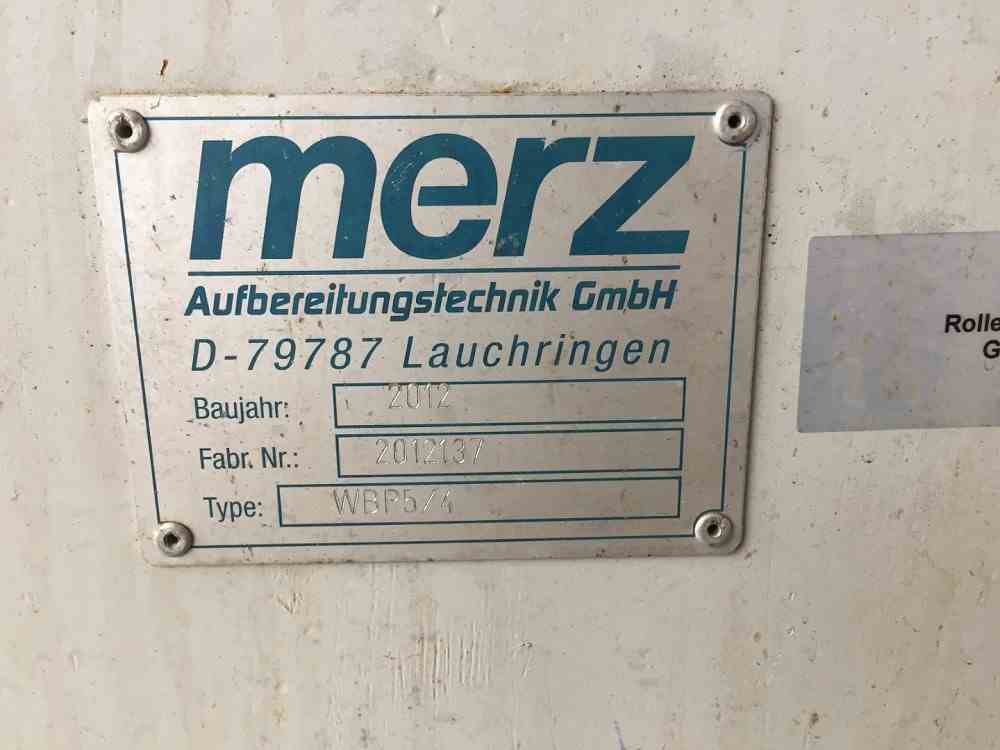 merz
Aufbereitungstechnik GmbH
D-79787 Lauchringen
Baujahr: 2012
Fabr. Nr.: 2012137
Type: WBP5/4
Rolle
G